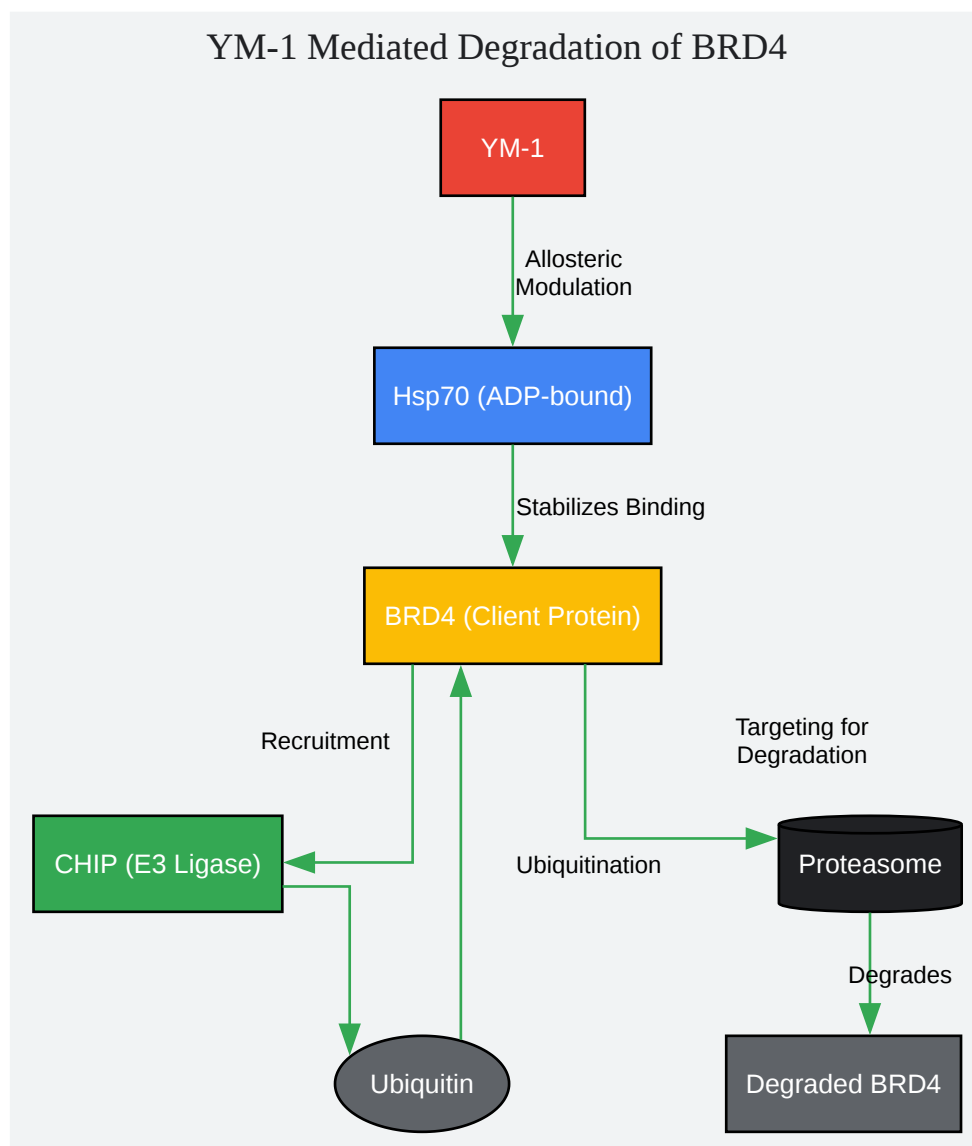 YM-1 Mediated Degradation of BRD4
YM-1
Allosteric
Modulation
Hsp70 (ADP-bound)
Stabilizes Binding
BRD4 (Client Protein)
Recruitment
Targeting for
Degradation
CHIP (E3 Ligase)
Ubiquitination
Proteasome
Degrades
Ubiquitin
Degraded BRD4